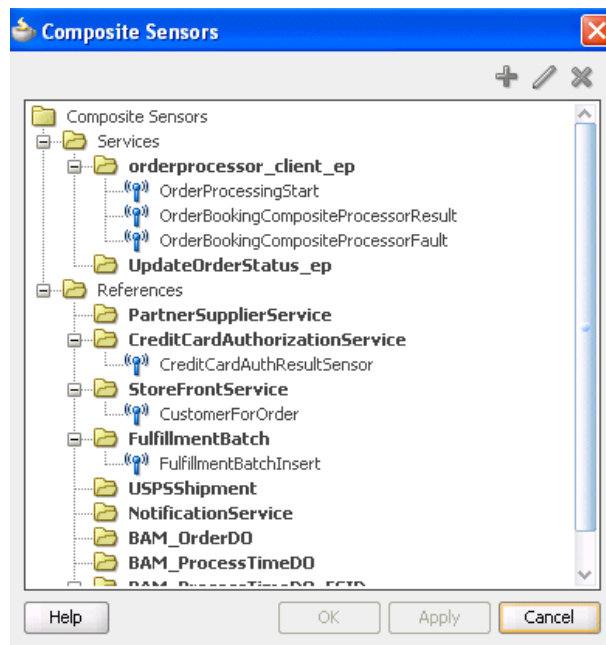 Composite Sensors
Composite Sensors
Services
orderprocessor_client_ep
OrderProcessingStart
OrderBookingCompositeProcessorResult
OrderBookingCompositeProcessorFault
UpdateOrderStatus_ep
References
PartnerSupplierService
CreditCardAuthorizationService
CreditCardAuthResultSensor
StoreFrontService
CustomerForOrder
FulfillmentBatch
FulfillmentBatchInsert
USPSShipment
NotificationService
BAM_OrderDO
BAM_ProcessTimeDO
Help OK Apply Cancel